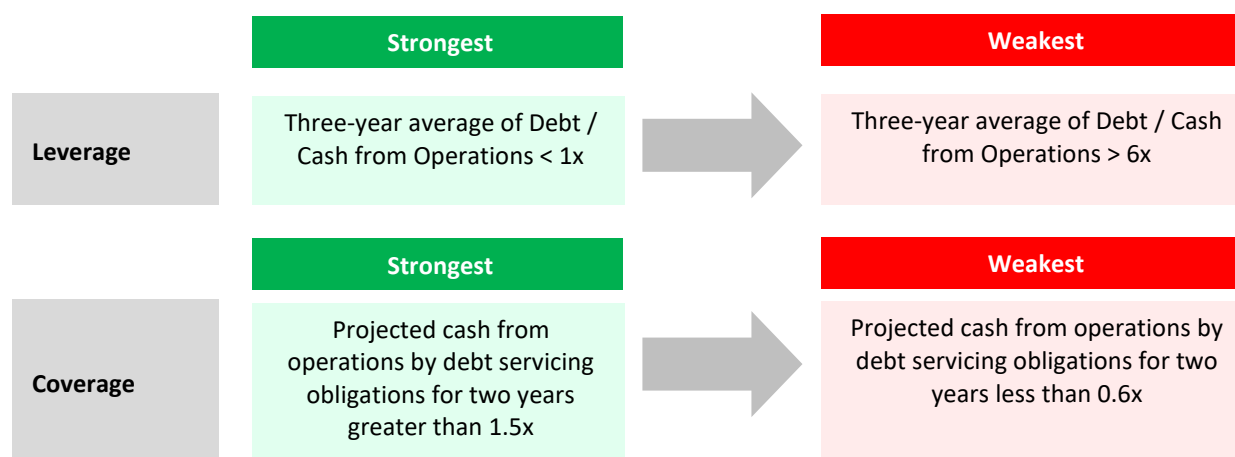 Strongest
Weakest
Leverage
Three-year average of Debt /
Cash from Operations < 1x
Three-year average of Debt / Cash
from Operations > 6x
Strongest
Weakest
Coverage
Projected cash from
operations by debt servicing
obligations for two years
greater than 1.5x
Projected cash from operations by
debt servicing obligations for two
years less than 0.6x